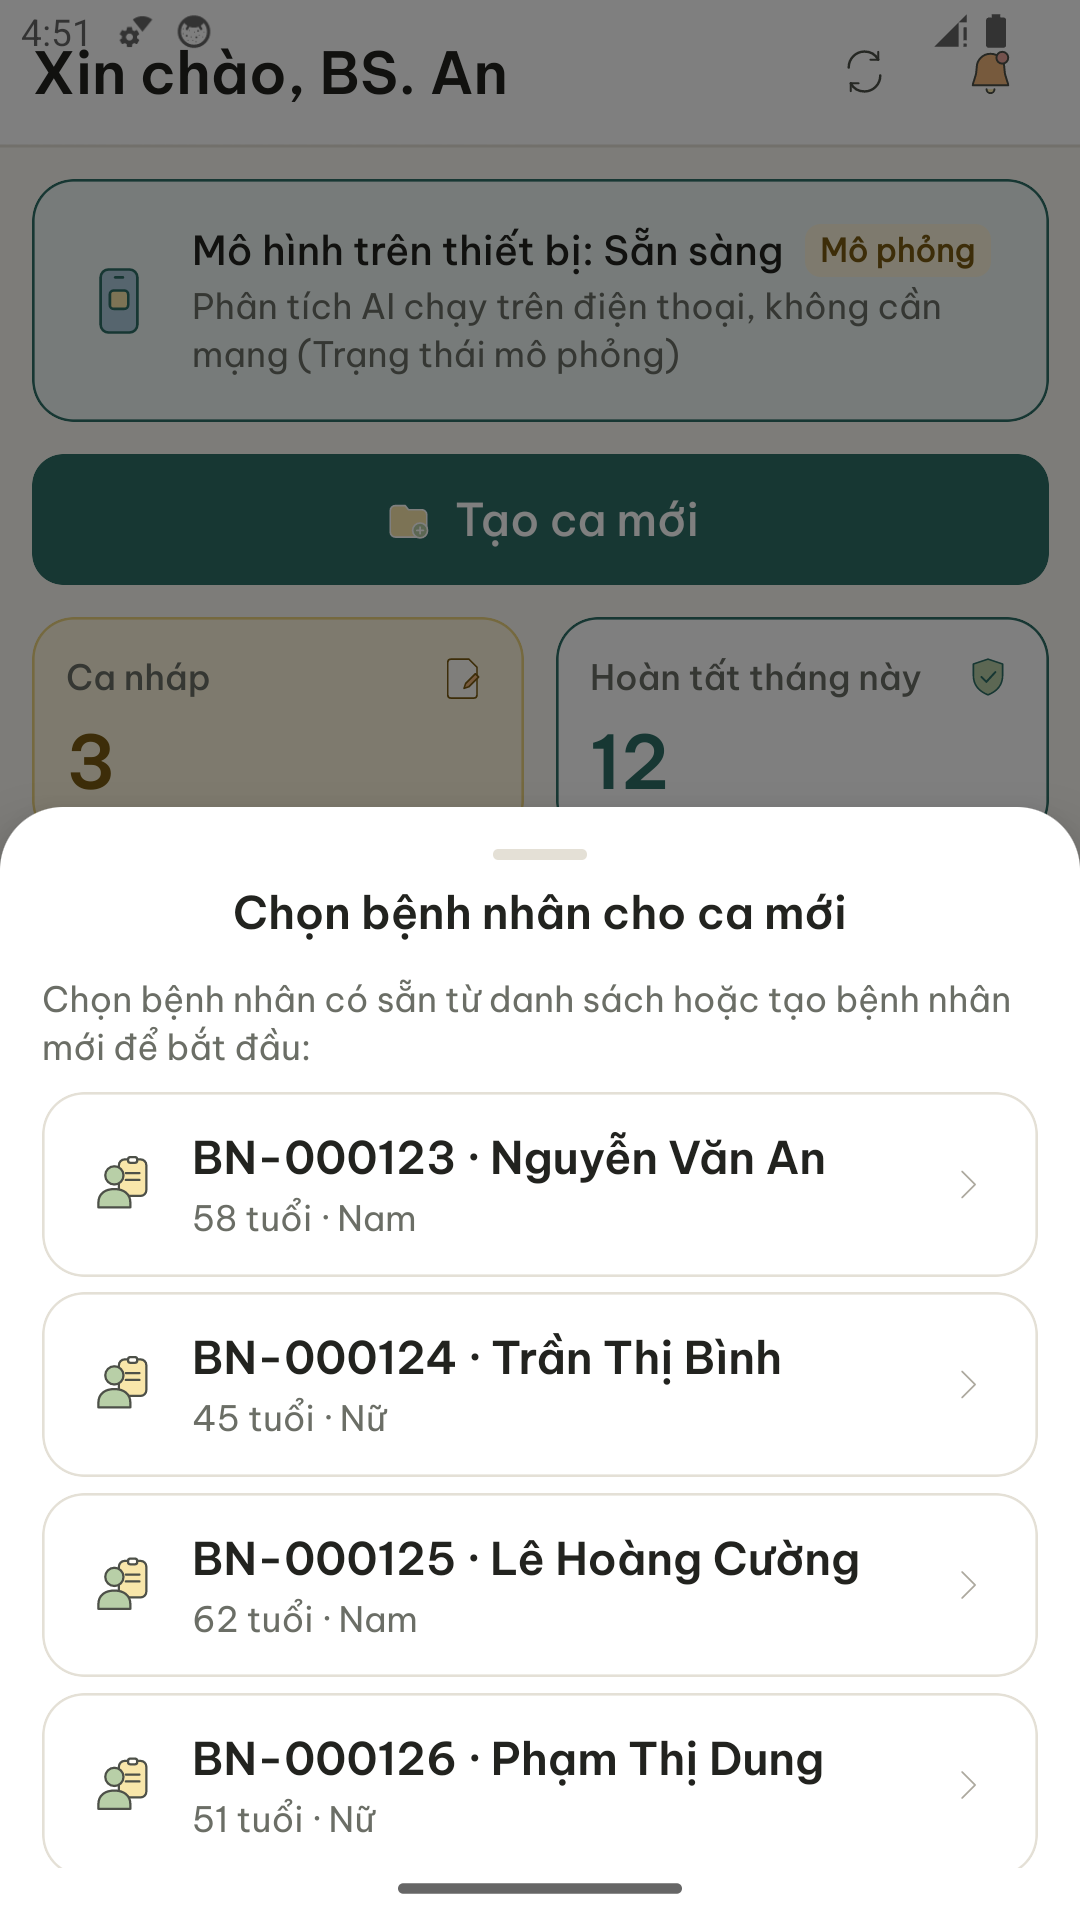 4:51
Xin chào, BS. An
Mô hình trên thiết bị: Sẵn sàng
Mô phỏng
Phân tích AI chạy trên điện thoại, không cần
mạng (Trạng thái mô phỏng)
Tạo ca mới
Ca nháp
Hoàn tất tháng này
3
12
Chọn bệnh nhân cho ca mới
Chọn bệnh nhân có sẵn từ danh sách hoặc tạo bệnh nhân
mới để bắt đầu:
BN-000123 · Nguyễn Văn An
58 tuổi · Nam
BN-000124 · Trần Thị Bình
45 tuổi · Nữ
BN-000125 · Lê Hoàng Cường
62 tuổi · Nam
BN-000126 · Phạm Thị Dung
51 tuổi · Nữ